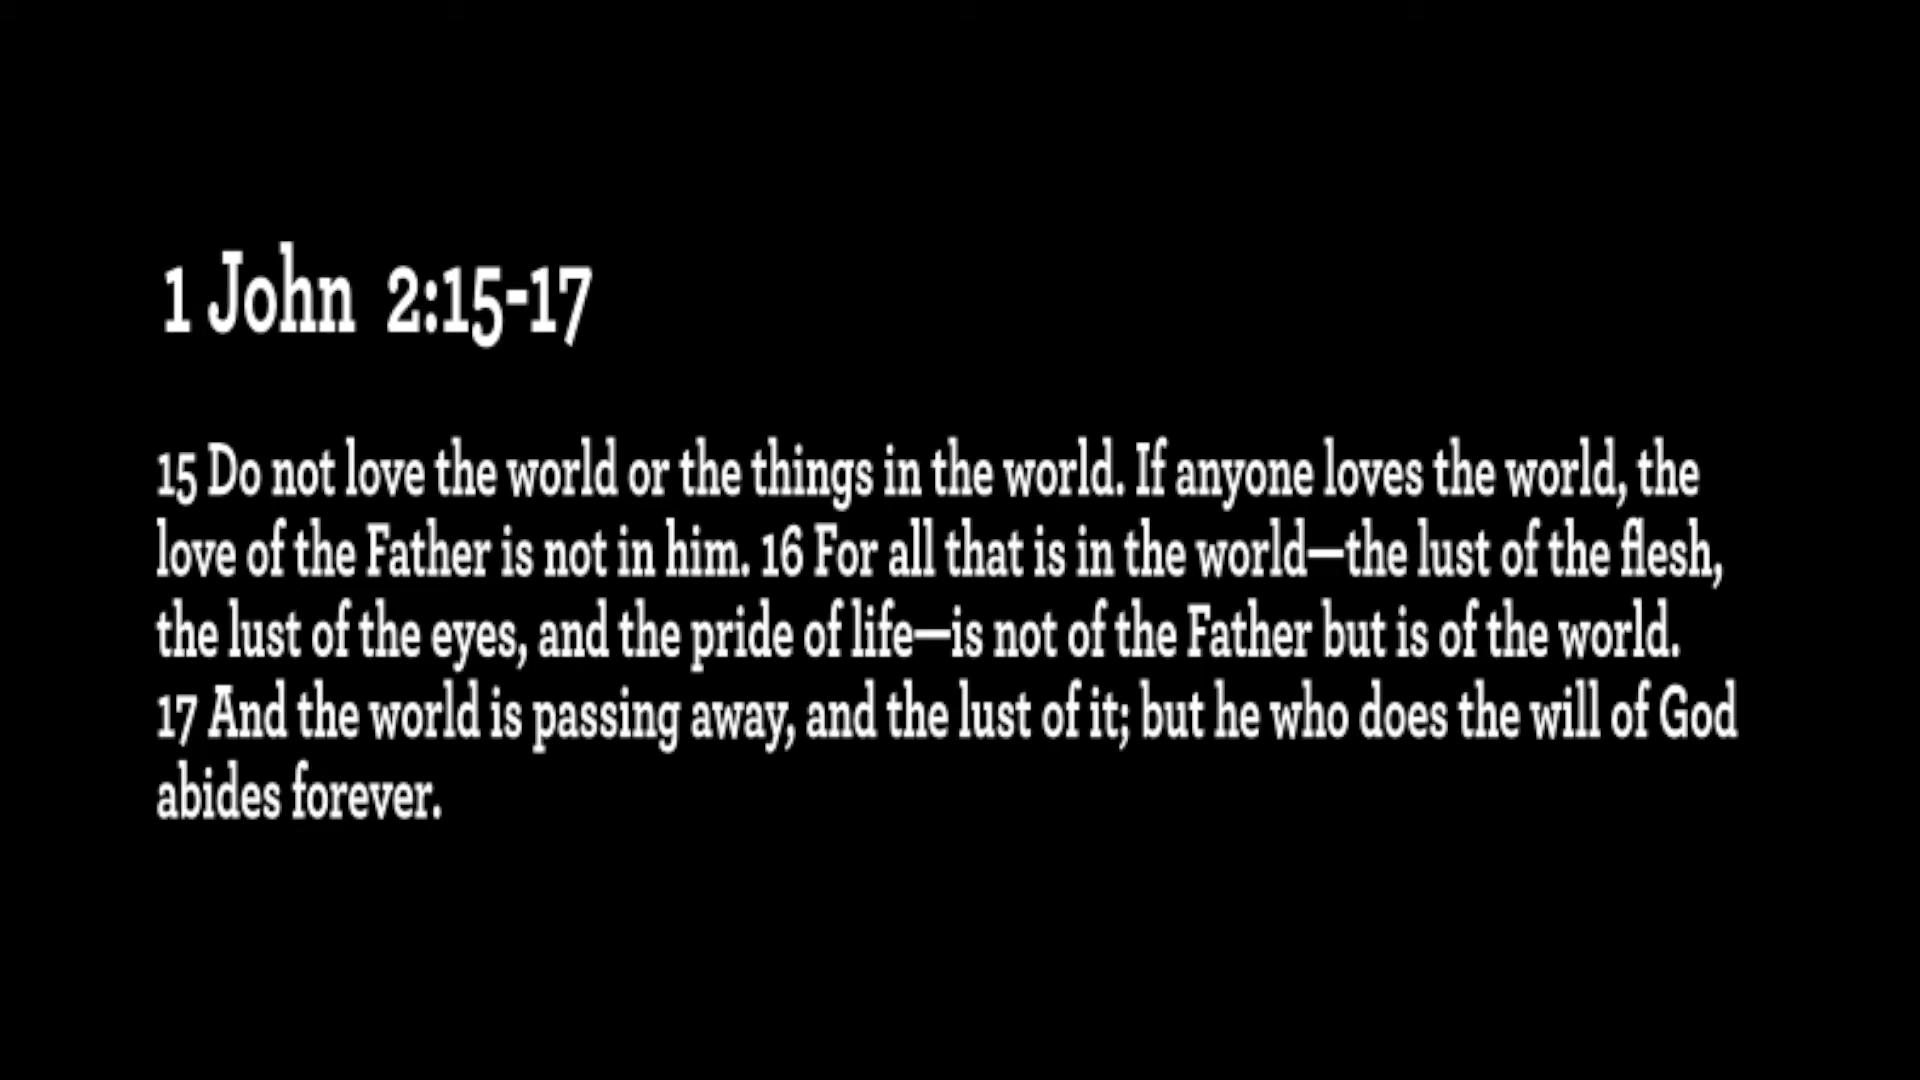 1 John 2:15-17
15 Do not love the world or the things in the world. If anyone loves the world, the
love of the Father is not in him. 16 For all that is in the world—the lust of the flesh,
the lust of the eyes, and the pride of life—is not of the Father but is of the world.
17 And the world is passing away, and the lust of it; but he who does the will of God
abides forever.